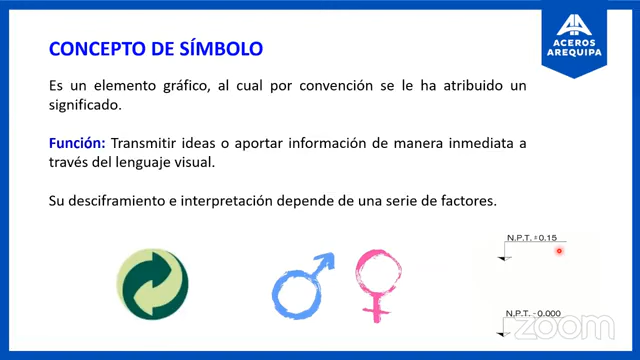 ACEROS
AREQUIPA
CONCEPTO DE SÍMBOLO
Es un elemento gráfico, al cual por convención se le ha atribuido un
significado.
Función: Transmitir ideas o aportar información de manera inmediata a
través del lenguaje visual.
Su desciframiento e interpretación depende de una serie de factores.
N.P.T. ±0.15
N.P.T. -0.000
zoom